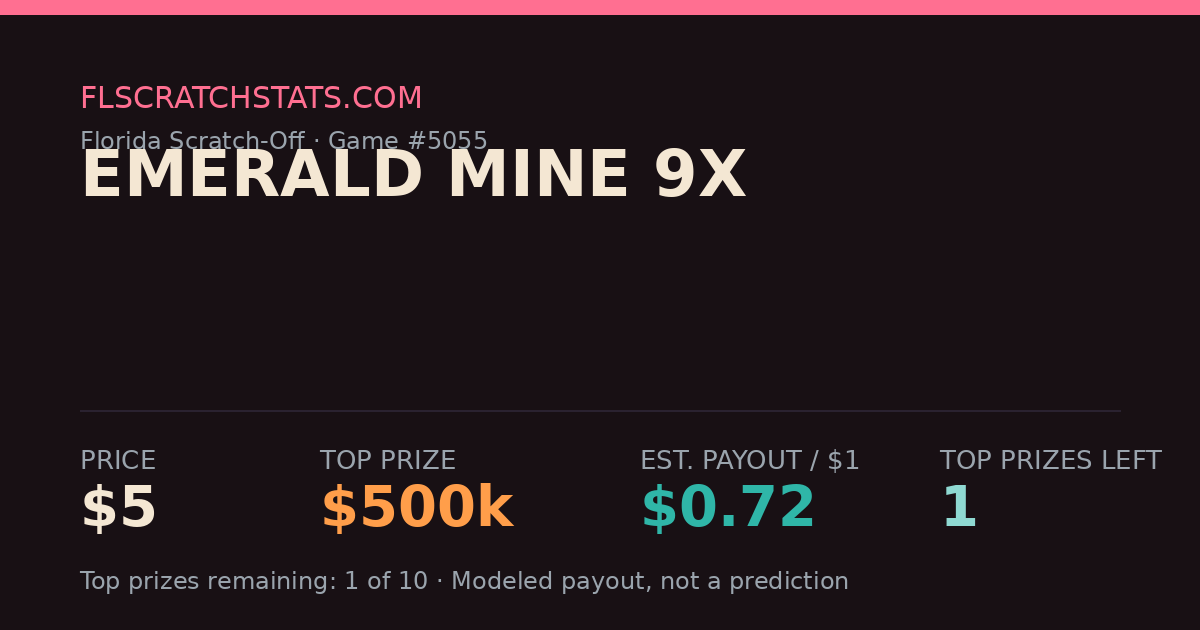 FLSCRATCHSTATS.COM
Florida Scratch-Off · Game #5055
EMERALD MINE 9X
PRICE
TOP PRIZE
EST. PAYOUT / $1
TOP PRIZES LEFT
$5
$500k
$0.72
1
Top prizes remaining: 1 of 10 · Modeled payout, not a prediction